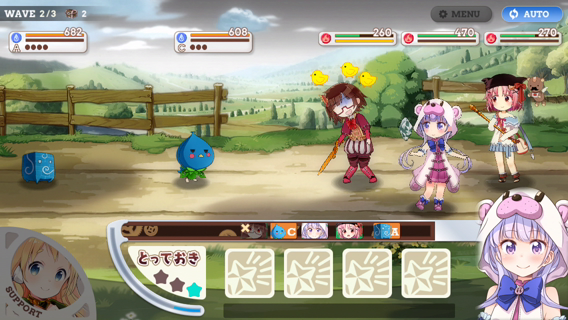 WAVE 2/3
2
MENU
AUTO
682
A
608
C
260
470
270
C
A
とっておき
SUPPORT